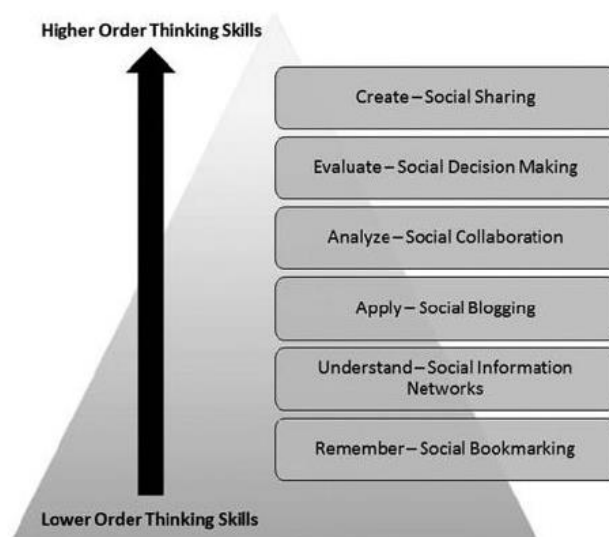 Higher Order Thinking Skills
Create – Social Sharing
Evaluate – Social Decision Making
Analyze – Social Collaboration
Apply – Social Blogging
Understand – Social Information
Networks
Remember – Social Bookmarking
Lower Order Thinking Skills